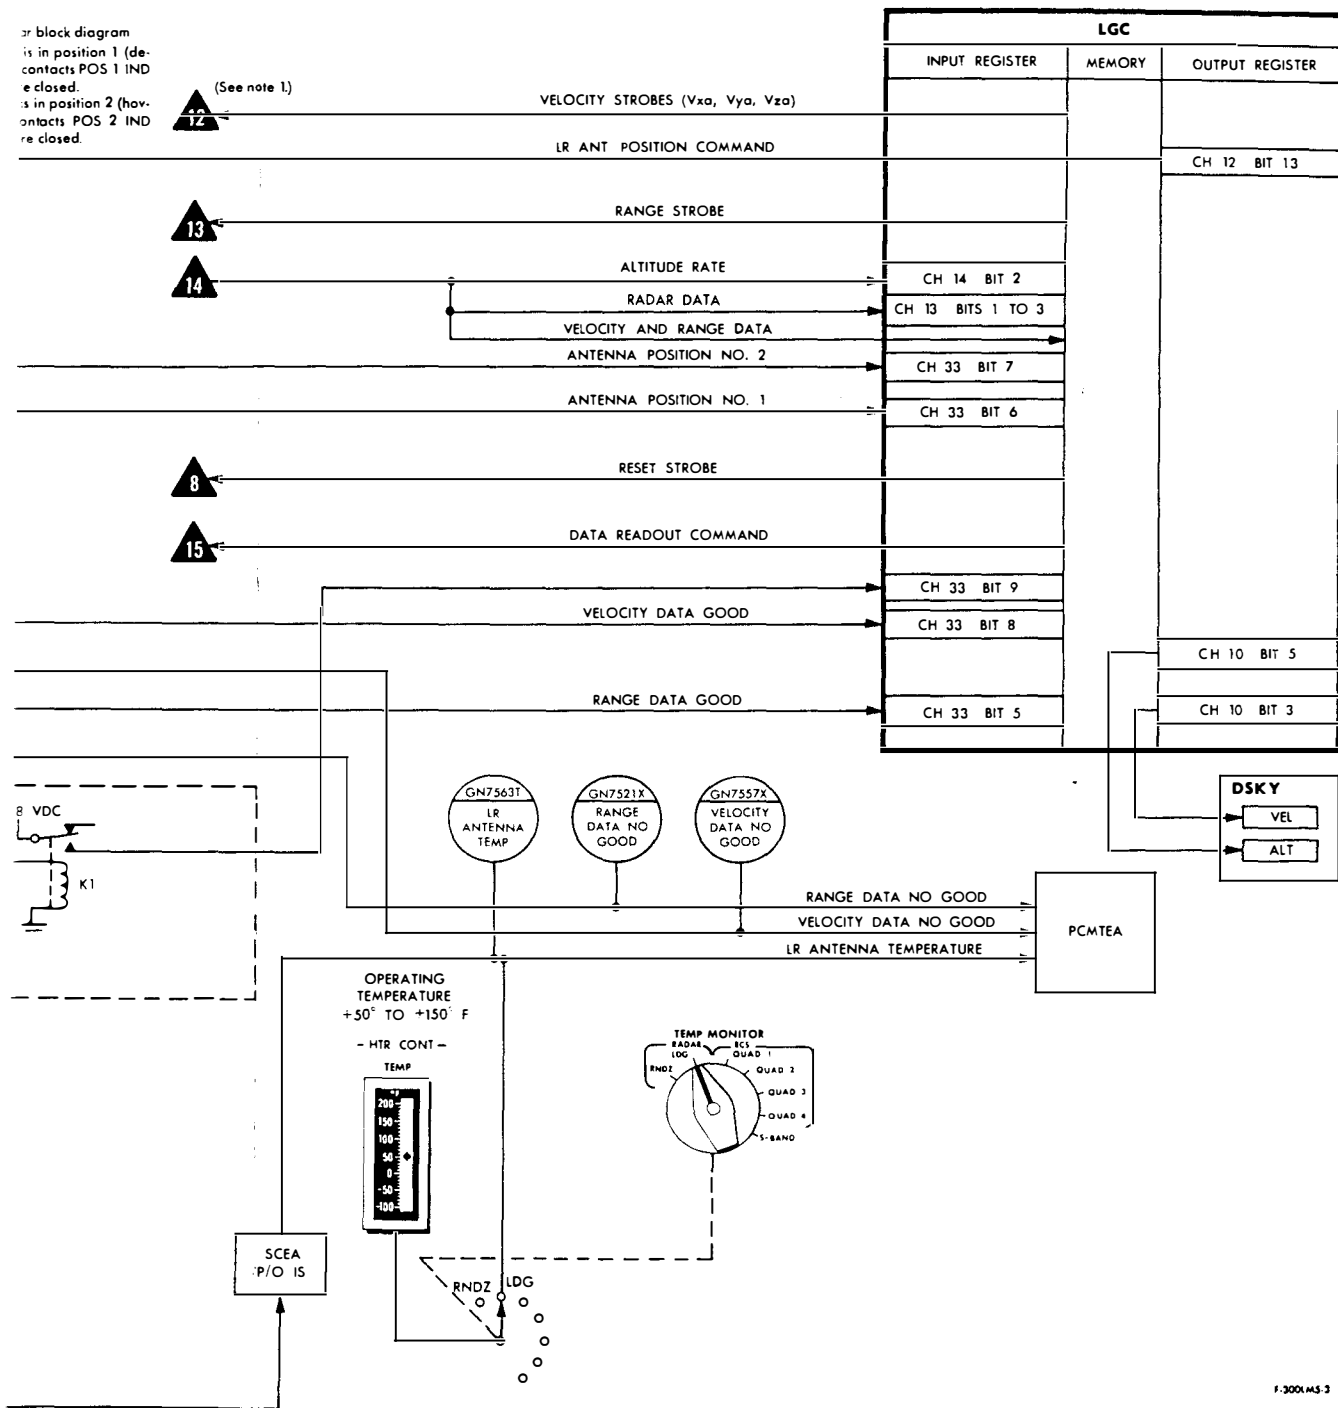 block diagram
is in position 1 (de-
contacts POS 1 IND
closed.
in position 2 (hov-
POS 2 IND
closed.
(See note 1.)
12
LGC
INPUT REGISTER
MEMORY
OUTPUT REGISTER
VELOCITY STROBES (Vxa, Vya, Vza)
LR ANT POSITION COMMAND
CH 12 BIT 13
13
RANGE STROBE
14
ALTITUDE RATE
CH 14 BIT 2
RADAR DATA
CH 13 BITS 1 TO 3
VELOCITY AND RANGE DATA
ANTENNA POSITION NO. 2
CH 33 BIT 7
ANTENNA POSITION NO. 1
CH 33 BIT 6
8
RESET STROBE
15
DATA READOUT COMMAND
CH 33 BIT 9
VELOCITY DATA GOOD
CH 33 BIT 8
CH 10 BIT 5
RANGE DATA GOOD
CH 33 BIT 5
CH 10 BIT 3
GN7563T
LR
ANTENNA
TEMP
GN7521X
RANGE
DATA NO
GOOD
GN7557X
VELOCITY
DATA NO
GOOD
DSKY
VEL
ALT
8 VDC
K1
RANGE DATA NO GOOD
VELOCITY DATA NO GOOD
LR ANTENNA TEMPERATURE
PCMTEA
OPERATING
TEMPERATURE
+50° TO +150° F
- HTR CONT -
TEMP
°F
200
150
100
50
0
-50
-100
TEMP MONITOR
RADAR
RCS
LDG
QUAD 1
RNDZ
QUAD 2
QUAD 3
QUAD 4
S-BAND
SCEA
P/O IS
RNDZ
LDG
F-300LM5-3